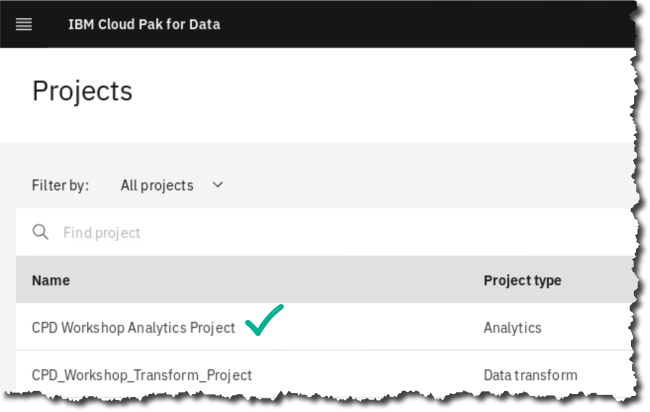 IBM Cloud Pak for Data
Projects
Filter by: All projects
Find project
Name Project type
CPD Workshop Analytics Project Analytics
CPD_Workshop_Transform_Project Data transform